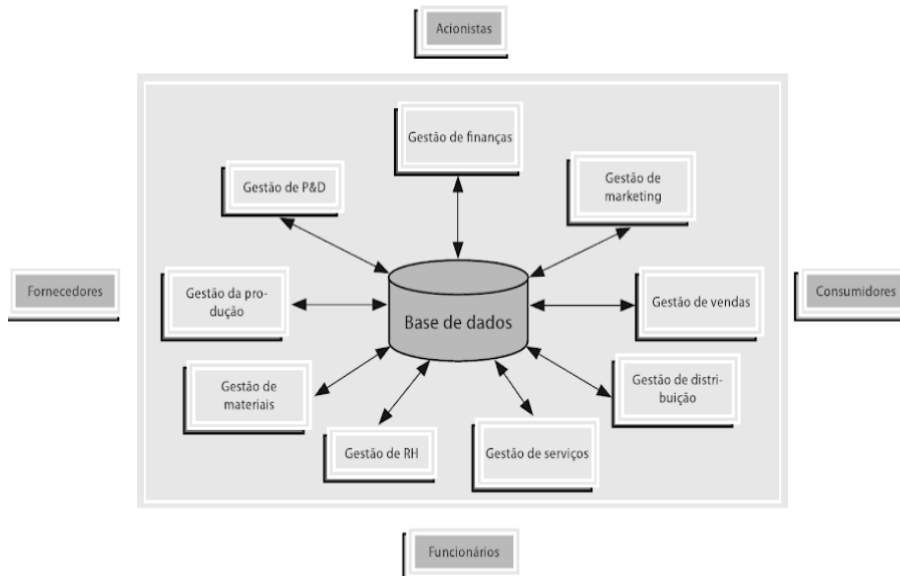 Acionistas
Gestão de finanças
Gestão de P&D
Gestão de
marketing
Fornecedores
Gestão da pro-
dução
Base de dados
Gestão de vendas
Consumidores
Gestão de
materiais
Gestão de distri-
buição
Gestão de RH
Gestão de serviços
Funcionários